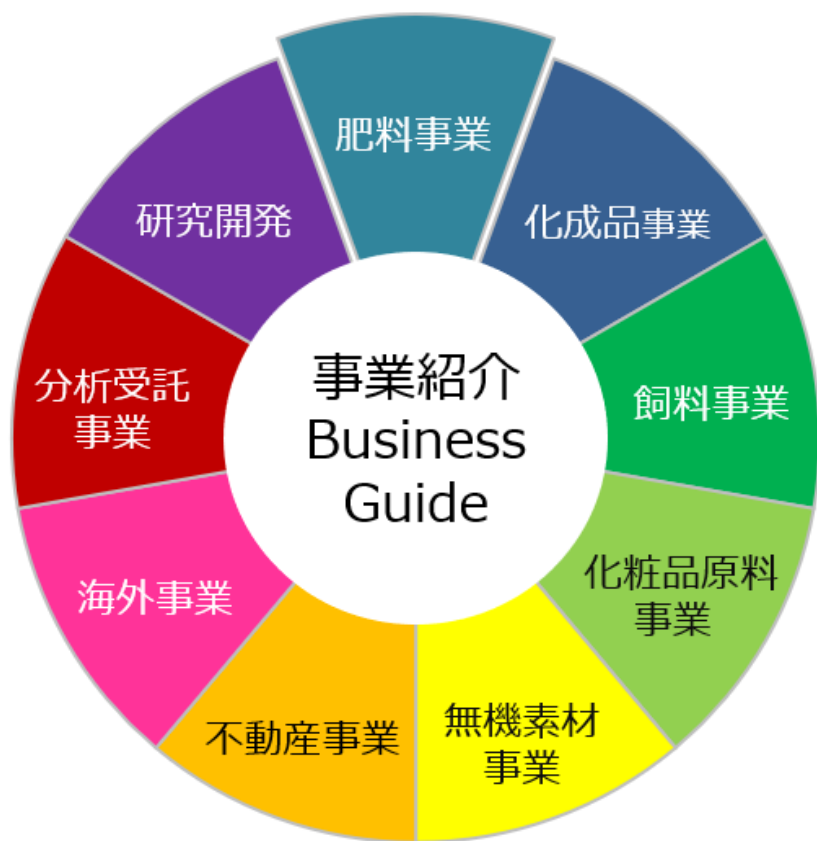 肥料事業
化成品事業
飼料事業
化粧品原料
事業
無機素材
事業
不動産事業
海外事業
分析受託
事業
研究開発
事業紹介
Business
Guide